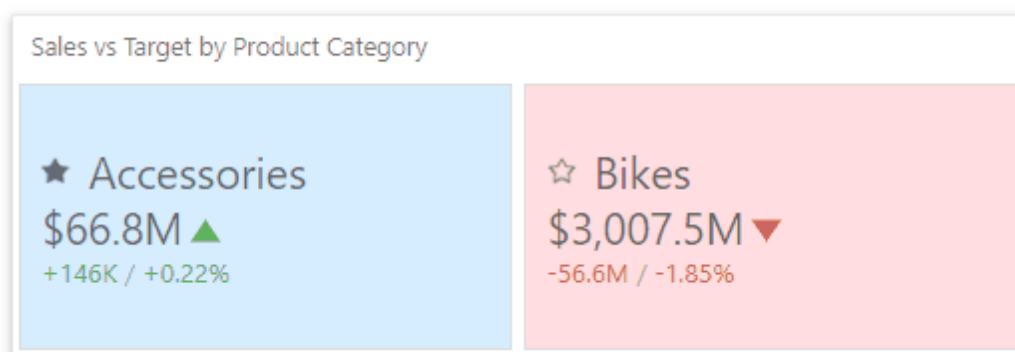 Sales vs Target by Product Category
Accessories
$66.8M
+146K / +0.22%
Bikes
$3,007.5M
-56.6M / -1.85%